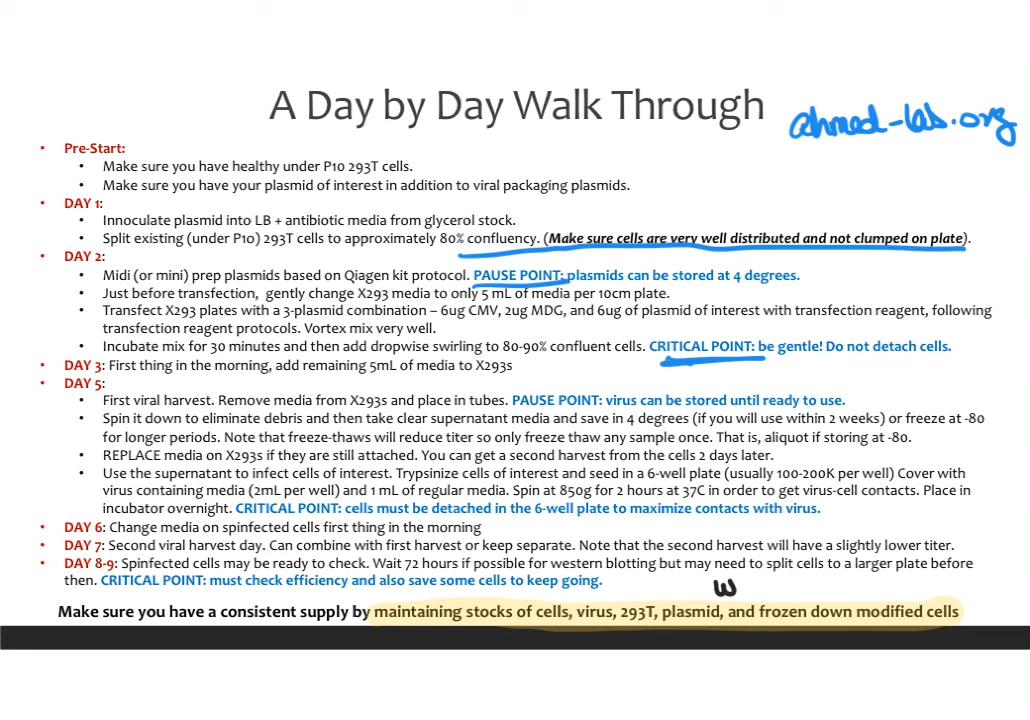 A Day by Day Walk Through
ahmed-lab.org
• Pre-Start:
• Make sure you have healthy under P10 293T cells.
• Make sure you have your plasmid of interest in addition to viral packaging plasmids.
• DAY 1:
• Innoculate plasmid into LB + antibiotic media from glycerol stock.
• Split existing (under P10) 293T cells to approximately 80% confluency. (Make sure cells are very well distributed and not clumped on plate).
• DAY 2:
• Midi (or mini) prep plasmids based on Qiagen kit protocol. PAUSE POINT: plasmids can be stored at 4 degrees.
• Just before transfection, gently change X293 media to only 5 mL of media per 10cm plate.
• Transfect X293 plates with a 3-plasmid combination – 6ug CMV, 2ug MDG, and 6ug of plasmid of interest with transfection reagent, following
transfection reagent protocols. Vortex mix very well.
• Incubate mix for 30 minutes and then add dropwise swirling to 80-90% confluent cells. CRITICAL POINT: be gentle! Do not detach cells.
• DAY 3: First thing in the morning, add remaining 5mL of media to X293s
• DAY 5:
• First viral harvest. Remove media from X293s and place in tubes. PAUSE POINT: virus can be stored until ready to use.
• Spin it down to eliminate debris and then take clear supernatant media and save in 4 degrees (if you will use within 2 weeks) or freeze at -80
for longer periods. Note that freeze-thaws will reduce titer so only freeze thaw any sample once. That is, aliquot if storing at -80.
• REPLACE media on X293s if they are still attached. You can get a second harvest from the cells 2 days later.
• Use the supernatant to infect cells of interest. Trypsinize cells of interest and seed in a 6-well plate (usually 100-200K per well) Cover with
virus containing media (2mL per well) and 1 mL of regular media. Spin at 850g for 2 hours at 37C in order to get virus-cell contacts. Place in
incubator overnight. CRITICAL POINT: cells must be detached in the 6-well plate to maximize contacts with virus.
• DAY 6: Change media on spinfected cells first thing in the morning
• DAY 7: Second viral harvest day. Can combine with first harvest or keep separate. Note that the second harvest will have a slightly lower titer.
• DAY 8-9: Spinfected cells may be ready to check. Wait 72 hours if possible for western blotting but may need to split cells to a larger plate before
then. CRITICAL POINT: must check efficiency and also save some cells to keep going.
Make sure you have a consistent supply by maintaining stocks of cells, virus, 293T, plasmid, and frozen down modified cells